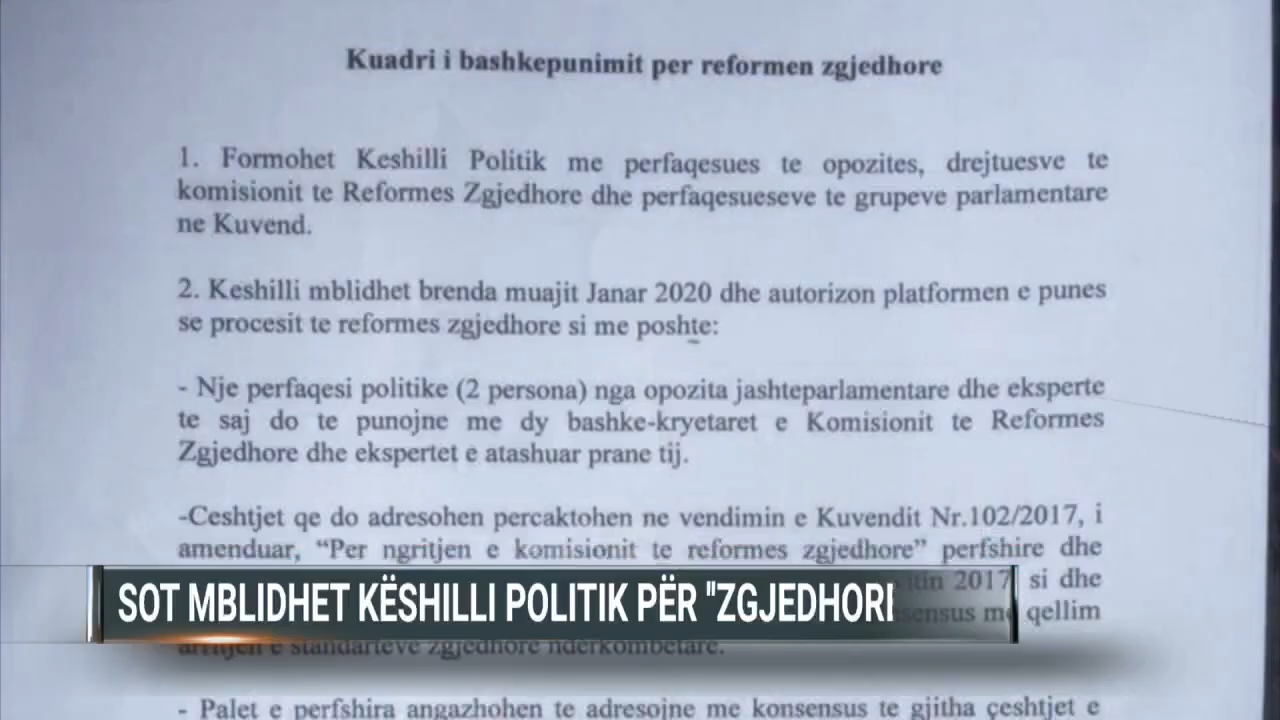 Kuadri i bashkepunimit per reformen zgjedhore
1. Formohet Keshilli Politik me perfaqesues te opozites, drejtuesve te
komisionit te Reformes Zgjedhore dhe perfaqesueseve te grupeve parlamentare
ne Kuvend.
2. Keshilli mblidhet brenda muajit Janar 2020 dhe autorizon platformen e punes
se procesit te reformes zgjedhore si me poshte:
- Nje perfaqesi politike (2 persona) nga opozita jashteparlamentare dhe eksperte
te saj do te punojne me dy bashke-kryetaret e Komisionit te Reformes
Zgjedhore dhe ekspertet e atashuar prane tij.
-Ceshtjet qe do adresohen percaktohen ne vendimin e Kuvendit Nr.102/2017, i
amenduar, “Per ngritjen e komisionit te reformes zgjedhore” perfshire dhe
2017 si dhe
SOT MBLIDHET KËSHILLI POLITIK PËR "ZGJEDHORI
qellim
arritjen e standarteve zgjedhore nderkombetare.
- Palet e perfshira angazhohen te adresojne me konsensus te gjitha çeshtjet e